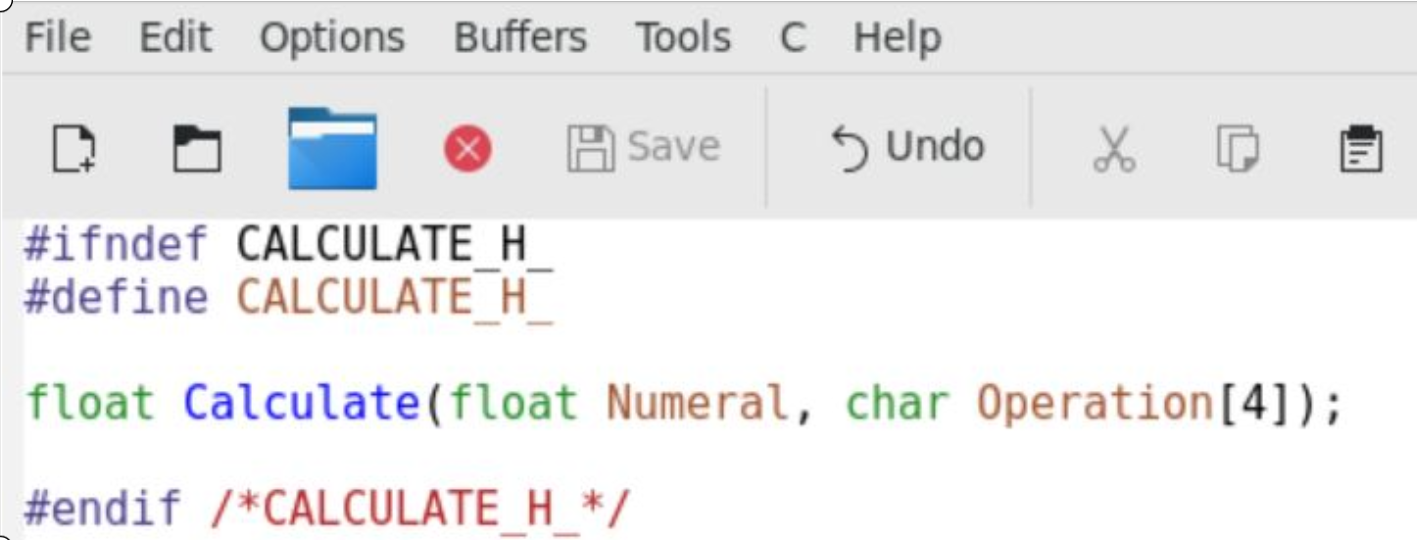 File Edit Options Buffers Tools C Help
Save Undo
#ifndef CALCULATE_H_
#define CALCULATE_H_
float Calculate(float Numeral, char Operation[4]);
#endif /*CALCULATE_H_*/